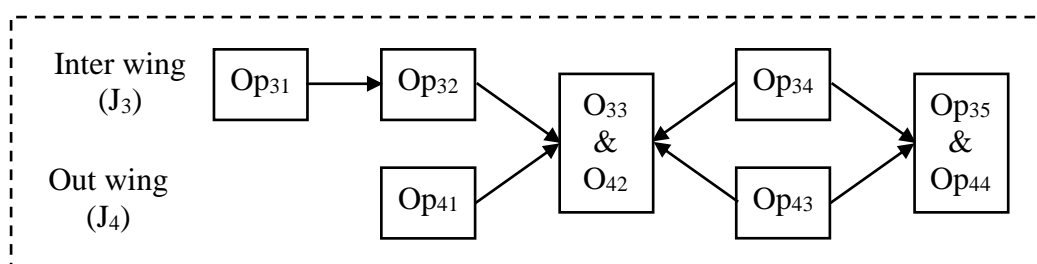 Inter wing
(J3)
Op31
Op32
O33
&
O42
Op34
Op35
&
Op44
Out wing
(J4)
Op41
Op43